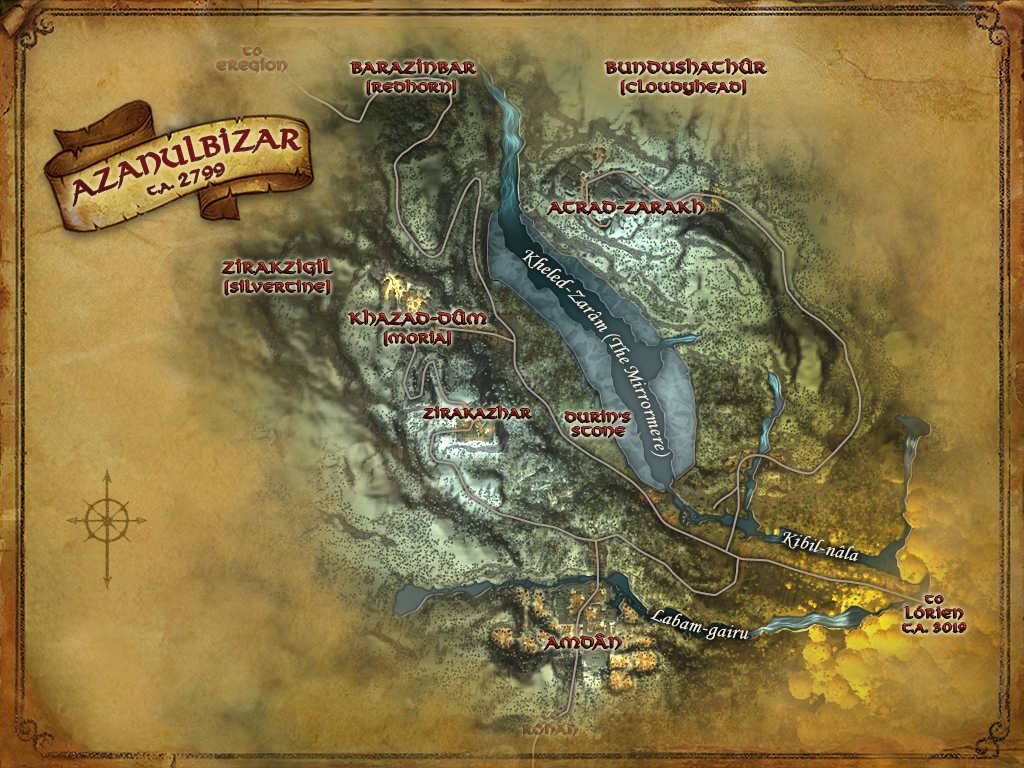 TO
EREGION
BARAZINBAR
(REDHORN)
BUNDUSHATHÛR
(CLOUDYHEAD)
AZANULBIZAR
T.A. 2799
ATRAD-ZARAKH
ZIRAKZIGIL
(SILVERTINE)
Kheled-Zarâm (The Mirrormere)
KHAZAD-DÛM
(MORIA)
ZIRAKAZHAR
DURIN'S
STONE
Kibil-nâla
TO
LÓRIEN
T.A. 3019
Labam-gairu
AMDÂN
ROHAN